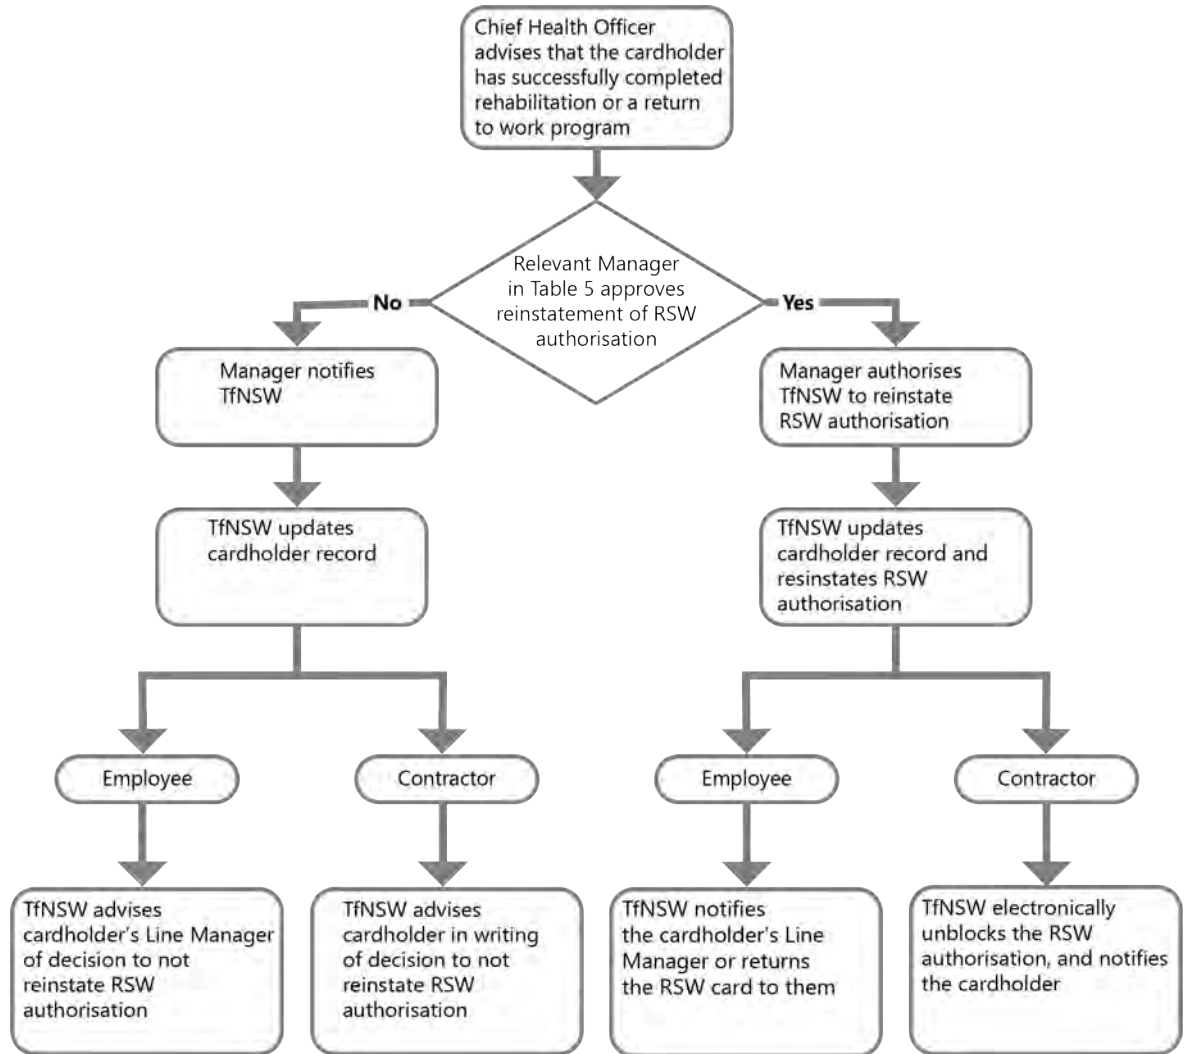 Chief Health Officer
advises that the cardholder
has successfully completed
rehabilitation or a return
to work program
Relevant Manager
in Table 5 approves
reinstatement of RSW
authorisation
No
Yes
Manager notifies
TfNSW
Manager authorises
TfNSW to reinstate
RSW authorisation
TfNSW updates
cardholder record
TfNSW updates
cardholder record and
resinstates RSW
authorisation
Employee
Contractor
Employee
Contractor
TfNSW advises
cardholder's Line Manager
of decision to not
reinstate RSW
authorisation
TfNSW advises
cardholder in writing
of decision to not
reinstate RSW
authorisation
TfNSW notifies
the cardholder's Line
Manager or returns
the RSW card to them
TfNSW electronically
unblocks the RSW
authorisation, and notifies
the cardholder